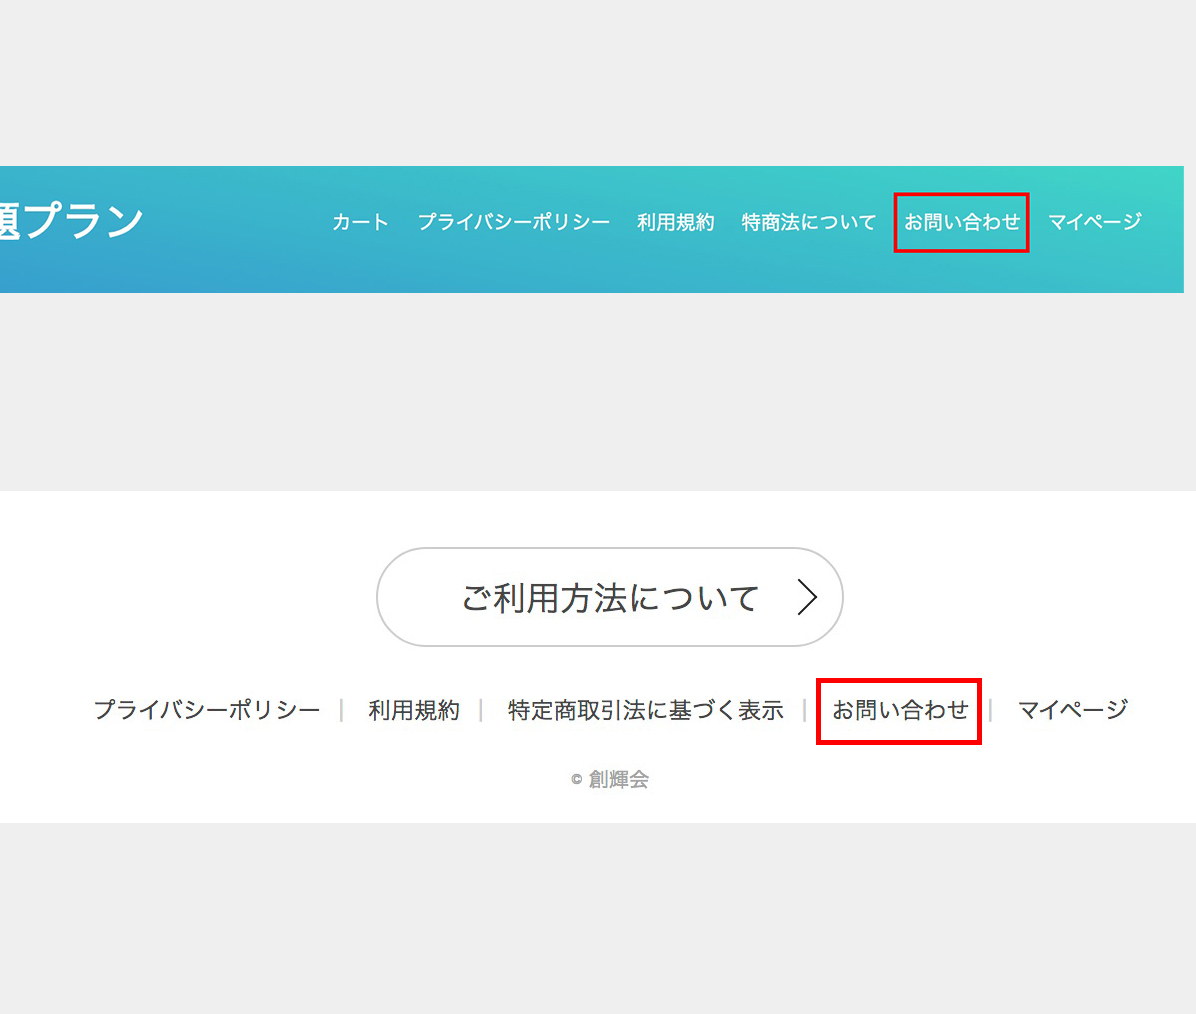 題プラン
カート プライバシーポリシー 利用規約 特商法について お問い合わせ マイページ
ご利用方法について
プライバシーポリシー | 利用規約 | 特定商取引法に基づく表示 | お問い合わせ | マイページ
© 創輝会